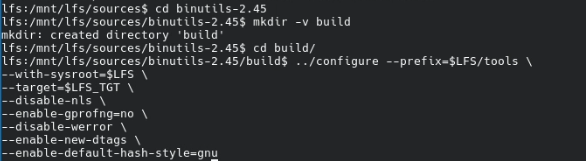 lfs:/mnt/lfs/sources$ cd binutils-2.45
lfs:/mnt/lfs/sources/binutils-2.45$ mkdir -v build
mkdir: created directory 'build'
lfs:/mnt/lfs/sources/binutils-2.45$ cd build/
lfs:/mnt/lfs/sources/binutils-2.45/build$ ../configure --prefix=$LFS/tools \
--with-sysroot=$LFS \
--target=$LFS_TGT \
--disable-nls \
--enable-gprofng=no \
--disable-werror \
--enable-new-dtags \
--enable-default-hash-style=gnu